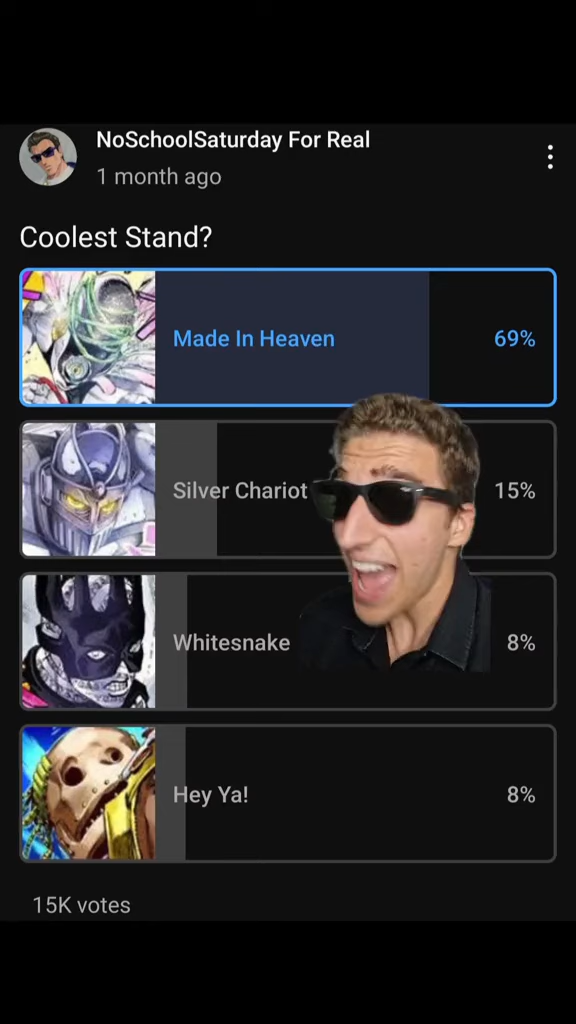 NoSchoolSaturday For Real
1 month ago
Coolest Stand?
Made In Heaven
69%
Silver Chariot
15%
Whitesnake
8%
Hey Ya!
8%
15K votes